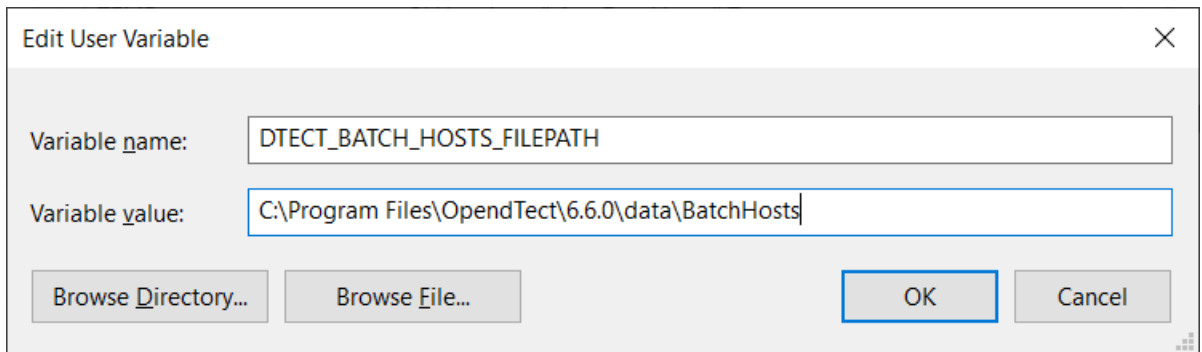 Edit User Variable
Variable name: DTECT_BATCH_HOSTS_FILEPATH
Variable value: C:\Program Files\OpendTect\6.6.0\data\BatchHosts
Browse Directory... Browse File... OK Cancel